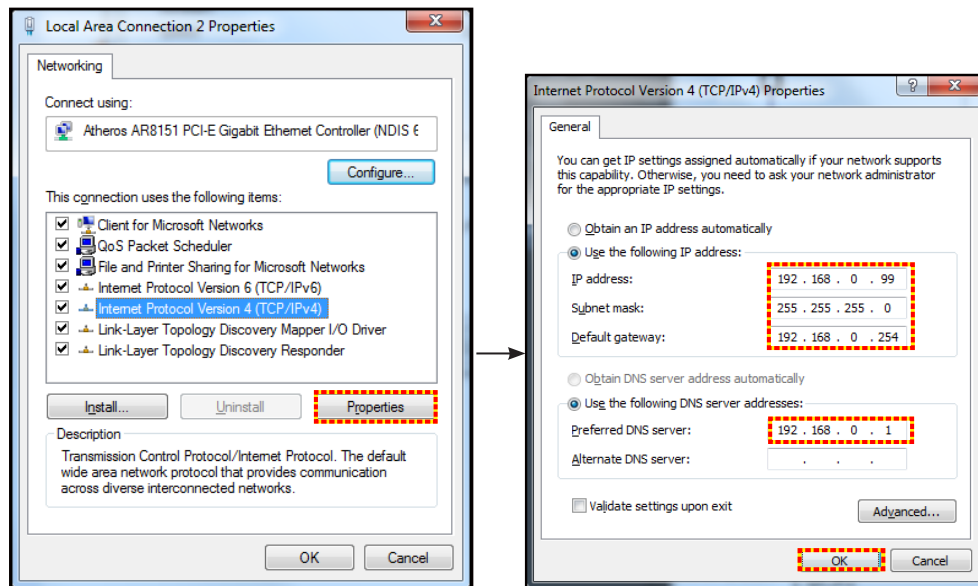 Local Area Connection 2 Properties
Networking
Connect using:
Atheros AR8151 PCI-E Gigabit Ethernet Controller (NDIS 6
Configure...
This connection uses the following items:
Client for Microsoft Networks
QoS Packet Scheduler
File and Printer Sharing for Microsoft Networks
Internet Protocol Version 6 (TCP/IPv6)
Internet Protocol Version 4 (TCP/IPv4)
Link-Layer Topology Discovery Mapper I/O Driver
Link-Layer Topology Discovery Responder
Install... Uninstall Properties
Description
Transmission Control Protocol/Internet Protocol. The default
wide area network protocol that provides communication
across diverse interconnected networks.
OK Cancel
Internet Protocol Version 4 (TCP/IPv4) Properties
General
You can get IP settings assigned automatically if your network supports
this capability. Otherwise, you need to ask your network administrator
for the appropriate IP settings.
Obtain an IP address automatically
Use the following IP address:
IP address: 192 . 168 . 0 . 99
Subnet mask: 255 . 255 . 255 . 0
Default gateway: 192 . 168 . 0 . 254
Obtain DNS server address automatically
Use the following DNS server addresses:
Preferred DNS server: 192 . 168 . 0 . 1
Alternate DNS server: . . .
Validate settings upon exit
Advanced...
OK Cancel